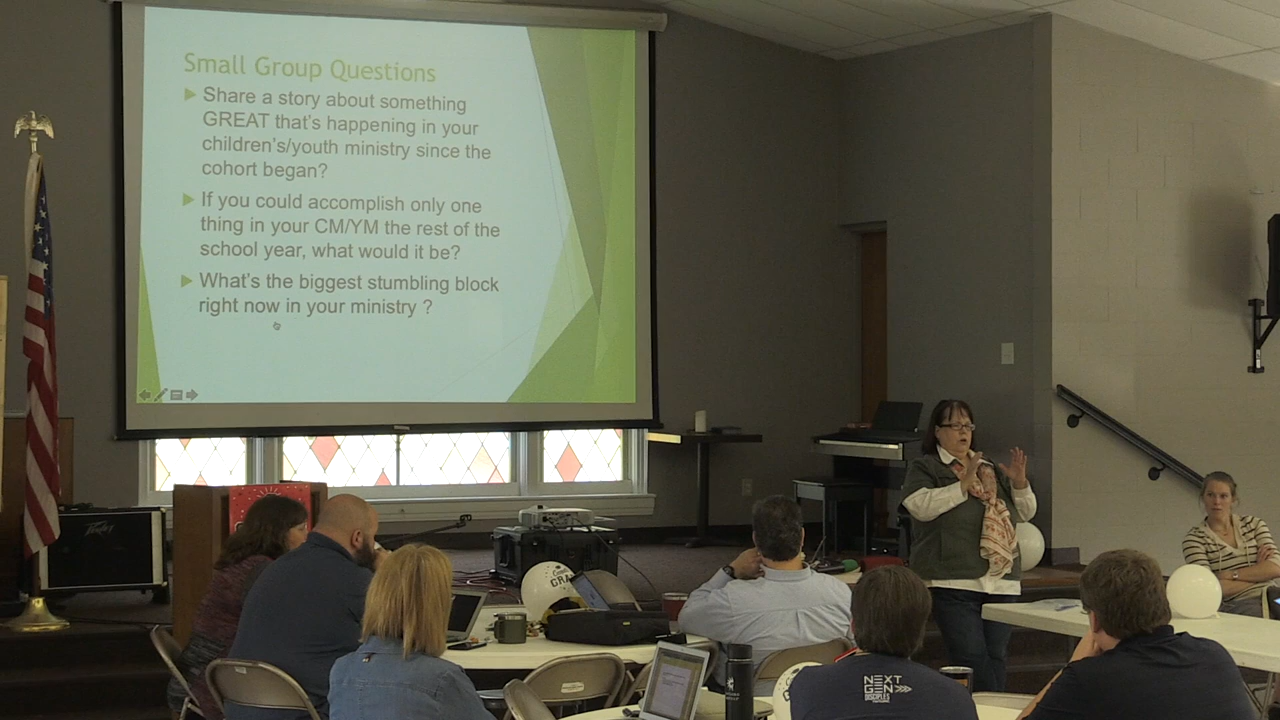 Small Group Questions
Share a story about something
GREAT that's happening in your
children's/youth ministry since the
cohort began?
If you could accomplish only one
thing in your CM/YM the rest of the
school year, what would it be?
What's the biggest stumbling block
right now in your ministry ?
PEAVEY
CRA
NEXT
GEN
DISCIPLES